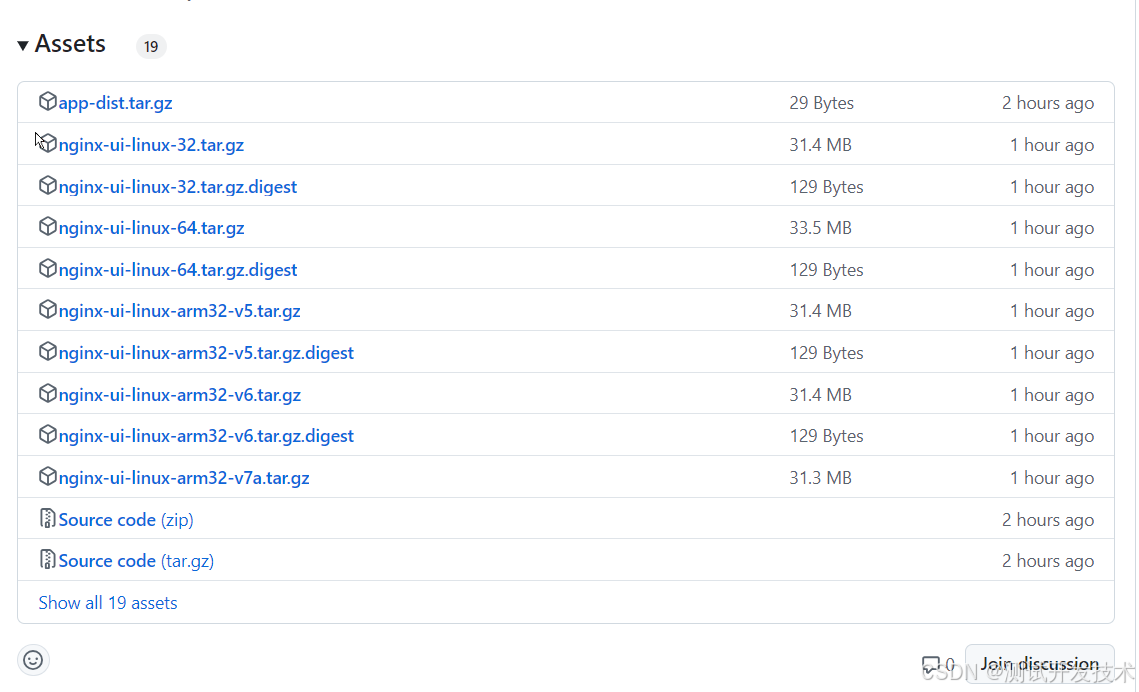 Assets 19
app-dist.tar.gz 29 Bytes 2 hours ago
nginx-ui-linux-32.tar.gz 31.4 MB 1 hour ago
nginx-ui-linux-32.tar.gz.digest 129 Bytes 1 hour ago
nginx-ui-linux-64.tar.gz 33.5 MB 1 hour ago
nginx-ui-linux-64.tar.gz.digest 129 Bytes 1 hour ago
nginx-ui-linux-arm32-v5.tar.gz 31.4 MB 1 hour ago
nginx-ui-linux-arm32-v5.tar.gz.digest 129 Bytes 1 hour ago
nginx-ui-linux-arm32-v6.tar.gz 31.4 MB 1 hour ago
nginx-ui-linux-arm32-v6.tar.gz.digest 129 Bytes 1 hour ago
nginx-ui-linux-arm32-v7a.tar.gz 31.3 MB 1 hour ago
Source code (zip) 2 hours ago
Source code (tar.gz) 2 hours ago
Show all 19 assets
0 Join discussion
CSDN @测试开发技术